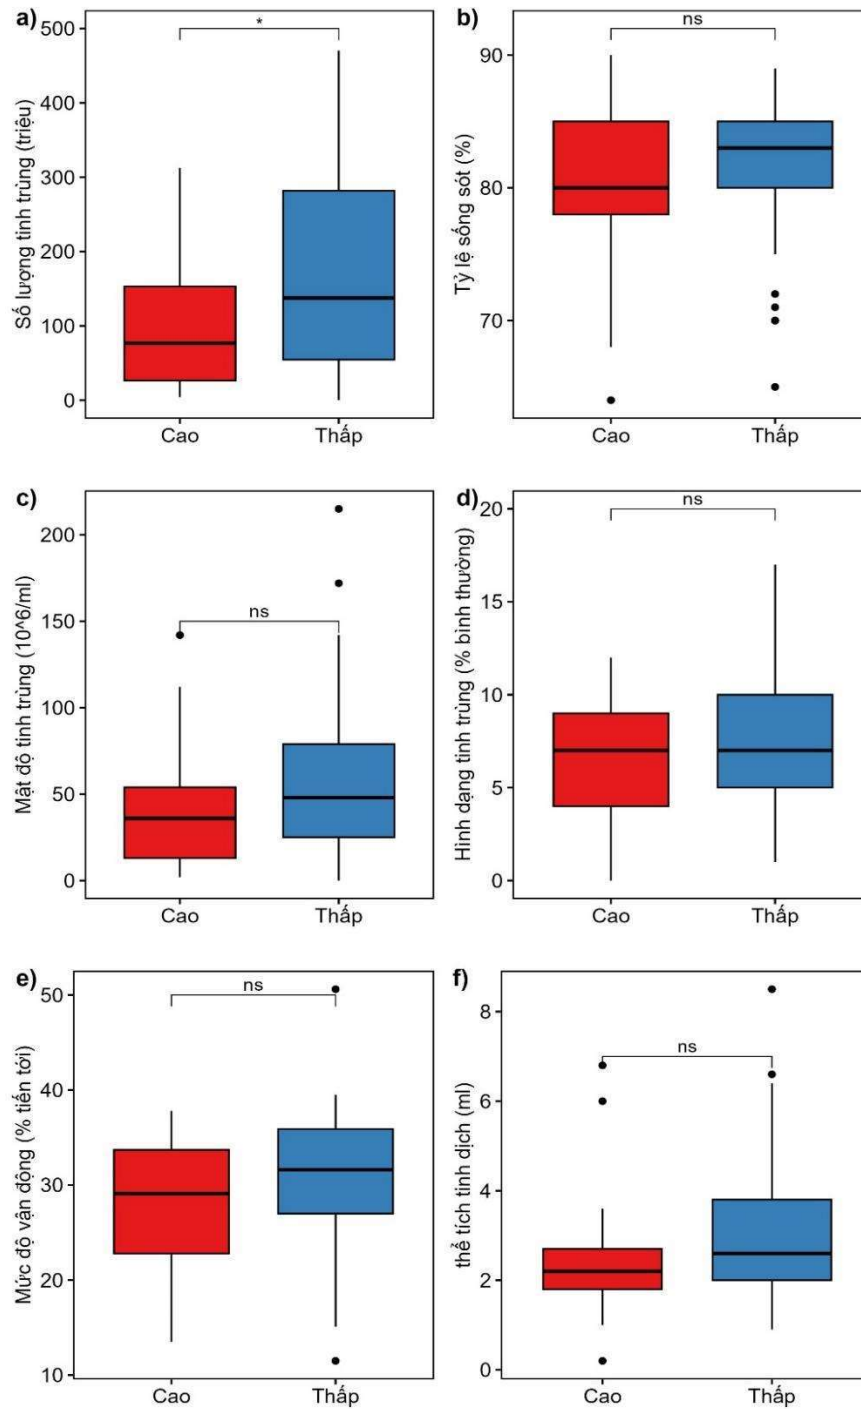 a)
Số lượng tinh trùng (triệu)
500
400
300
200
100
0
*
Cao
Thấp
b)
Tỷ lệ sống sót (%)
90
80
70
ns
Cao
Thấp
c)
Mật độ tinh trùng (10^6/ml)
200
150
100
50
0
ns
Cao
Thấp
d)
Hình dạng tinh trùng (% bình thường)
20
15
10
5
0
ns
Cao
Thấp
e)
Mức độ vận động (% tiến tới)
50
40
30
20
10
ns
Cao
Thấp
f)
thể tích tinh dịch (ml)
8
6
4
2
0
ns
Cao
Thấp